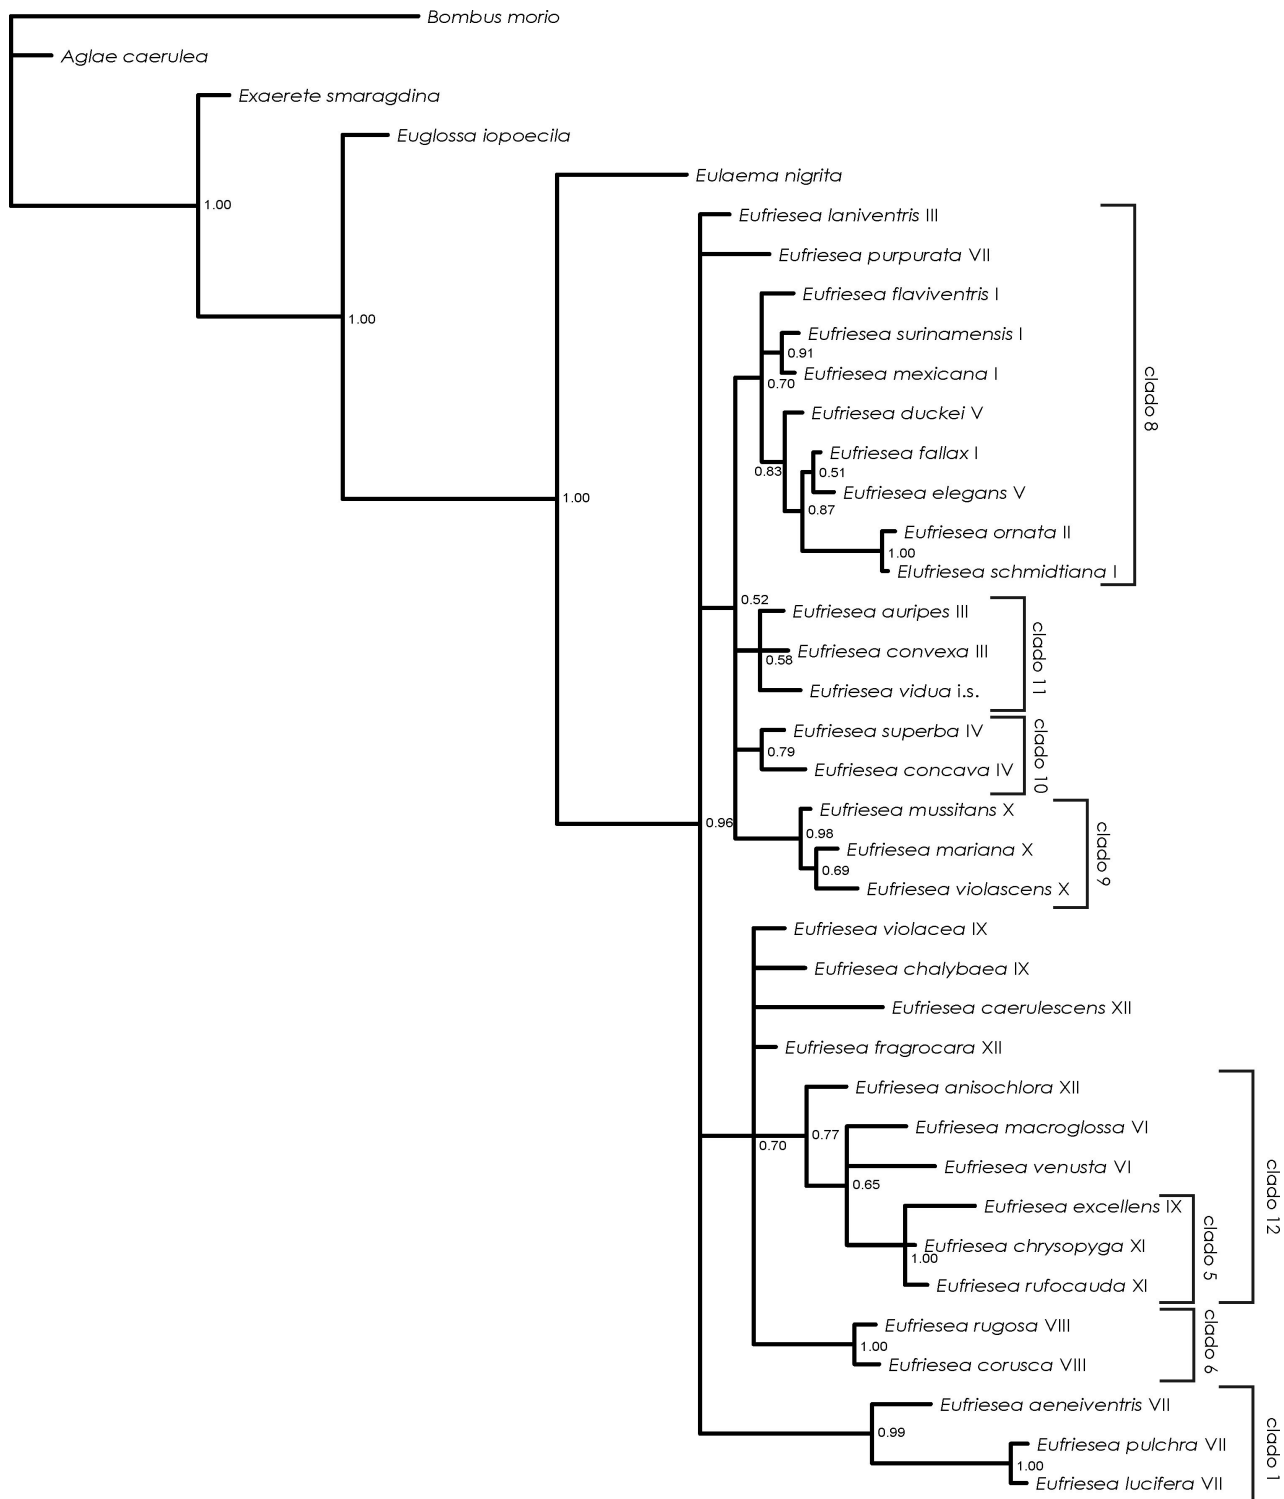 Bombus morio
Aglae caerulea
Exaerete smaragdina
Euglossa iopoecila
Eulaema nigrita
1.00
Eufriesea laniventris III
Eufriesea purpurata VII
Eufriesea flaviventris I
1.00
Eufriesea surinamensis I
0.91
Eufriesea mexicana I
0.70
clado 8
Eufriesea duckei V
Eufriesea fallax I
0.83
0.51
Eufriesea elegans V
1.00
0.87
Eufriesea ornata II
1.00
Elufriesea schmidtiana I
0.52
Eufriesea auripes III
Eufriesea convexa III
0.58
clado 11
Eufriesea vidua i.s.
Eufriesea superba IV
0.79
clado 10
Eufriesea concava IV
Eufriesea mussitans X
0.96
0.98
Eufriesea mariana X
clado 9
0.69
Eufriesea violascens X
Eufriesea violacea IX
Eufriesea chalybaea IX
Eufriesea caerulescens XII
Eufriesea fragrocara XII
Eufriesea anisochlora XII
Eufriesea macroglossa VI
0.77
0.70
Eufriesea venusta VI
0.65
clado 12
Eufriesea excellens IX
Eufriesea chrysopyga XI
1.00
clado 5
Eufriesea rufocauda XI
Eufriesea rugosa VIII
1.00
clado 6
Eufriesea corusca VIII
Eufriesea aeneiventris VII
0.99
Eufriesea pulchra VII
1.00
clado 1
Eufriesea lucifera VII